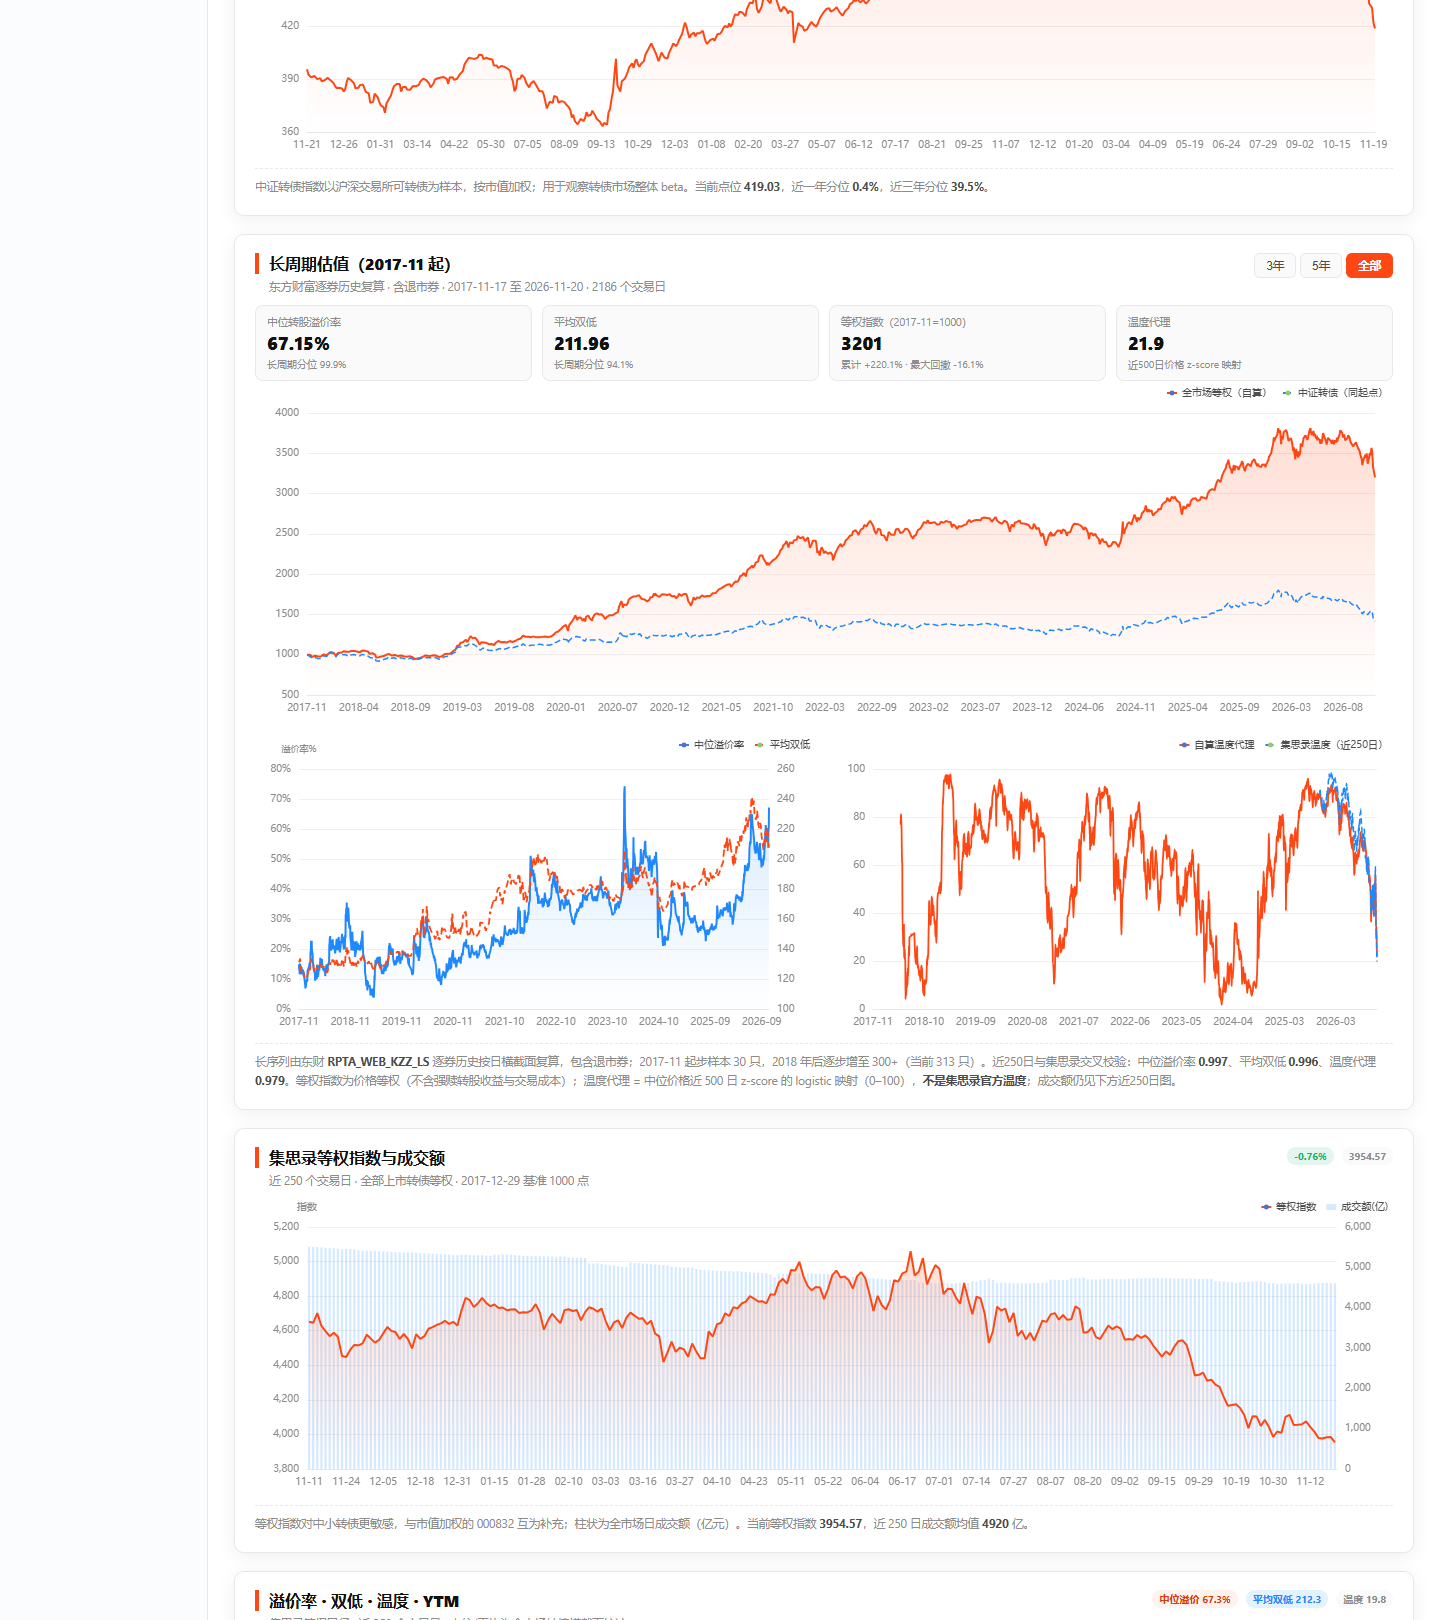 420
390
360
11-21 12-26 01-31 03-14 04-22 05-30 07-05 08-09 09-13 10-29 12-03 01-08 02-20 03-27 05-07 06-12 07-17 08-21 09-25 11-07 12-12 01-20 03-04 04-09 05-19 06-24 07-29 09-02 10-15 11-19
中证转债指数以沪深交易所可转债为样本，按市值加权；用于观察转债市场整体 beta。当前点位 419.03，近一年分位 0.4%，近三年分位 39.5%。
长周期估值（2017-11 起）
3年 5年 全部
东方财富逐券历史复算 · 含退市券 · 2017-11-17 至 2026-11-20 · 2186 个交易日
中位转股溢价率
67.15%
长周期分位 99.9%
平均双低
211.96
长周期分位 94.1%
等权指数（2017-11=1000）
3201
累计 +220.1% · 最大回撤 -16.1%
温度代理
21.9
近500日价格 z-score 映射
全市场等权（自算） 中证转债（同起点）
4000
3500
3000
2500
2000
1500
1000
500
2017-11 2018-04 2018-09 2019-03 2019-08 2020-01 2020-07 2020-12 2021-05 2021-10 2022-03 2022-09 2023-02 2023-07 2023-12 2024-06 2024-11 2025-04 2025-09 2026-03 2026-08
溢价率% 中位溢价率 平均双低
80% 260
70% 240
60% 220
50% 200
40% 180
30% 160
20% 140
10% 120
0% 100
2017-11 2018-11 2019-11 2020-11 2021-10 2022-10 2023-10 2024-10 2025-09 2026-09
自算温度代理 集思录温度（近250日）
100
80
60
40
20
0
2017-11 2018-10 2019-09 2020-08 2021-07 2022-06 2023-05 2024-04 2025-03 2026-03
长序列由东财 RPTA_WEB_KZZ_LS 逐券历史按日横截面复算，包含退市券；2017-11 起步样本 30 只，2018 年后逐步增至 300+（当前 313 只）。近250日与集思录交叉校验：中位溢价率 0.997、平均双低 0.996、温度代理
0.979。等权指数为价格等权（不含强赎转股收益与交易成本）；温度代理 = 中位价格近 500 日 z-score 的 logistic 映射（0–100），不是集思录官方温度；成交额仍见下方近250日图。
集思录等权指数与成交额
-0.76% 3954.57
近 250 个交易日 · 全部上市转债等权 · 2017-12-29 基准 1000 点
指数 等权指数 成交额(亿)
5,200 6,000
5,000 5,000
4,800 4,000
4,600 3,000
4,400 2,000
4,200 1,000
4,000 0
3,800
11-11 11-24 12-05 12-18 12-31 01-15 01-28 02-10 03-03 03-16 03-27 04-10 04-23 05-11 05-22 06-04 06-17 07-01 07-14 07-27 08-07 08-20 09-02 09-15 09-29 10-19 10-30 11-12
等权指数对中小转债更敏感，与市值加权的 000832 互为补充；柱状为全市场日成交额（亿元）。当前等权指数 3954.57，近 250 日成交额均值 4920 亿。
溢价率 · 双低 · 温度 · YTM
中位溢价 67.3% 平均双低 212.3 温度 19.8